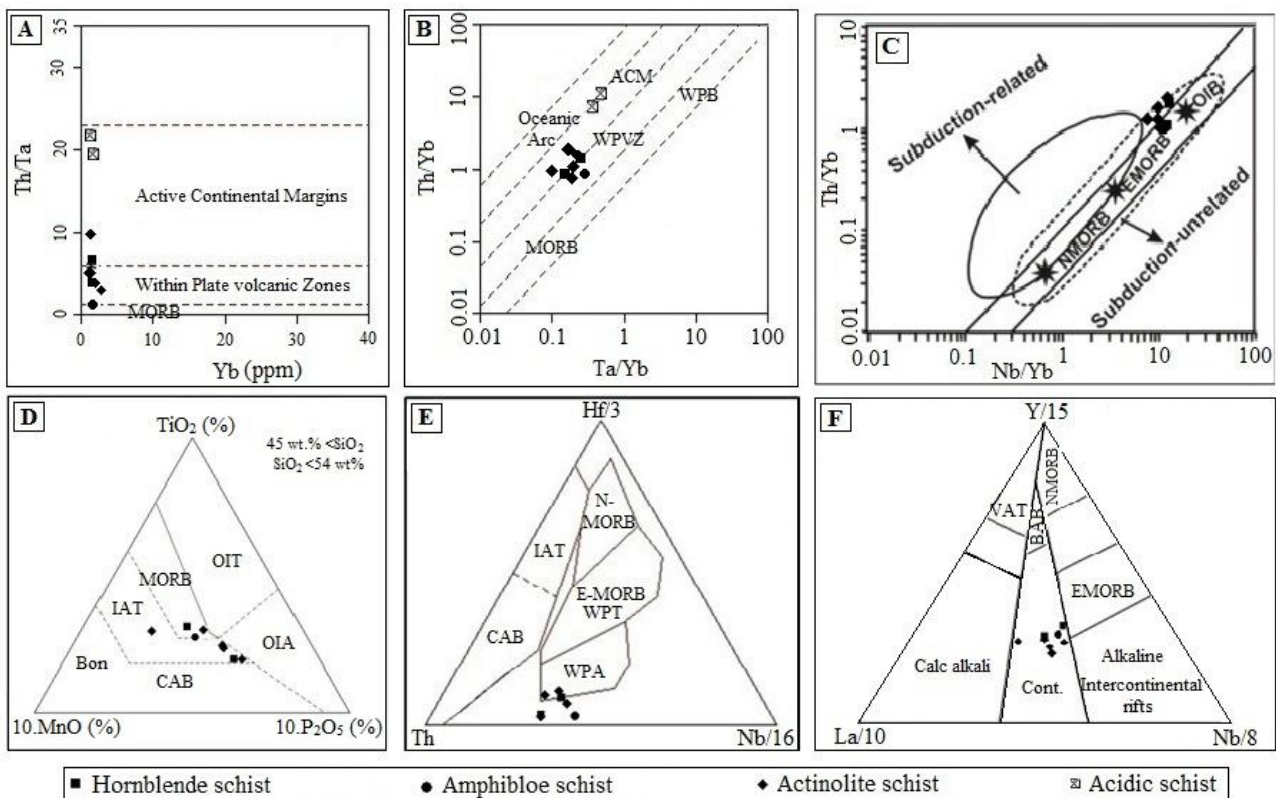 A
Th/Ta
35
30
20
10
0
Active Continental Margins
Within Plate volcanic Zones
MORB
0
10
20
30
40
Yb (ppm)
B
Th/Yb
100
10
1
0.1
0.01
ACM
WPB
Oceanic
Arc
WPVZ
MORB
0.01
0.1
1
10
100
Ta/Yb
C
Th/Yb
10
1
0.1
0.01
Subduction-related
OIB
EMORB
NMORB
Subduction-unrelated
0.01
0.1
1
10
100
Nb/Yb
D
TiO₂ (%)
45 wt.% <SiO₂
SiO₂ <54 wt%
OIT
MORB
IAT
OIA
Bon
CAB
10.MnO (%)
10.P₂O₅ (%)
E
Hf/3
N-
MORB
IAT
E-MORB
WPT
CAB
WPA
Th
Nb/16
F
Y/15
NMORB
VAT
BAB
EMORB
Calc alkali
Cont.
Alkaline
Intercontinental
rifts
La/10
Nb/8
Hornblende schist
Amphibloe schist
Actinolite schist
Acidic schist